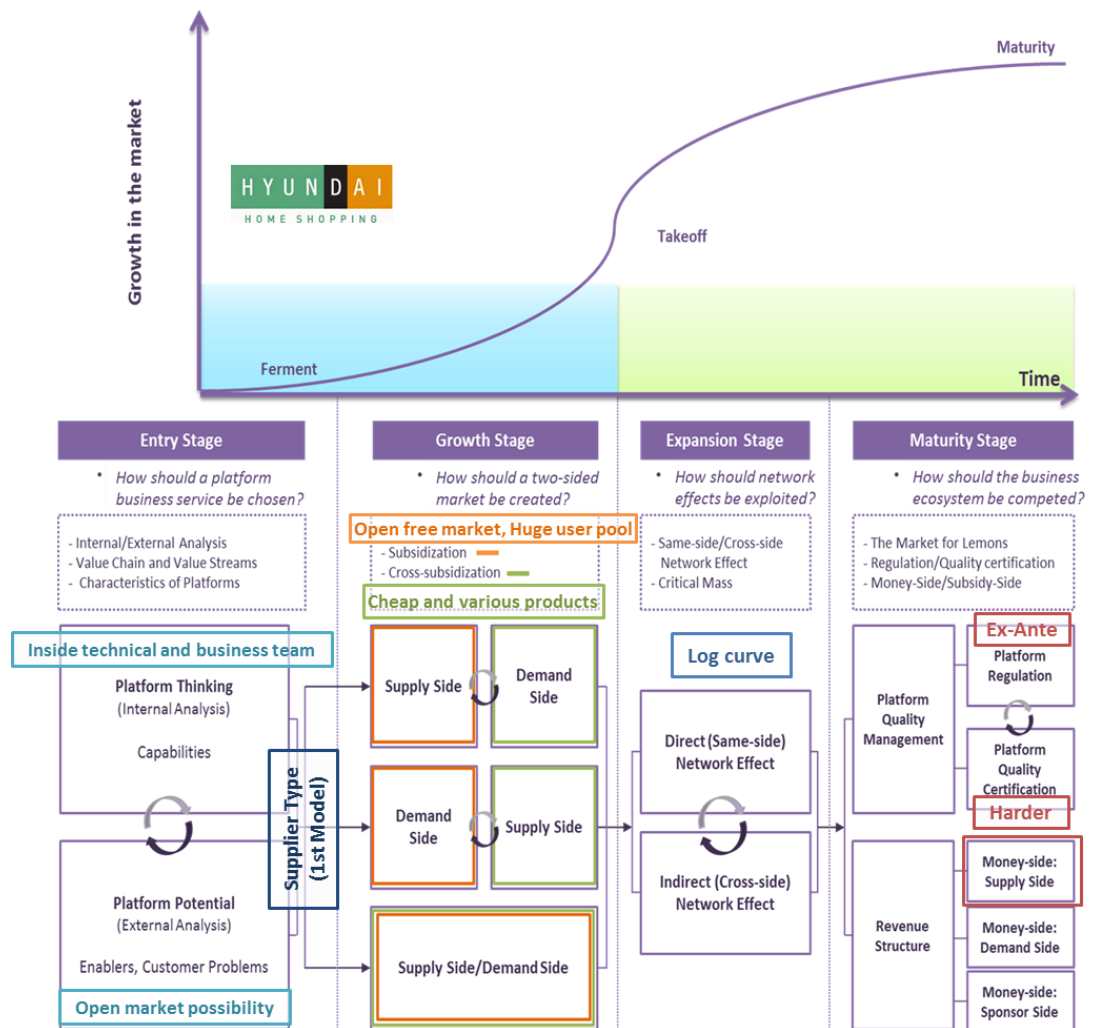 Growth in the market
Maturity
HYUNDAI
HOME SHOPPING
Takeoff
Ferment
Time
Entry Stage
• How should a platform
business service be chosen?
- Internal/External Analysis
- Value Chain and Value Streams
- Characteristics of Platforms
Inside technical and business team
Platform Thinking
(Internal Analysis)
Capabilities
Platform Potential
(External Analysis)
Enablers, Customer Problems
Open market possibility
Supplier Type
(1st Model)
Growth Stage
• How should a two-sided
market be created?
Open free market, Huge user pool
- Subsidization
- Cross-subsidization
Cheap and various products
Supply Side
Demand
Side
Demand
Side
Supply Side
Supply Side/Demand Side
Expansion Stage
• How should network
effects be exploited?
- Same-side/Cross-side
Network Effect
- Critical Mass
Log curve
Direct (Same-side)
Network Effect
Indirect (Cross-side)
Network Effect
Maturity Stage
• How should the business
ecosystem be competed?
- The Market for Lemons
- Regulation/Quality certification
- Money-Side/Subsidy-Side
Platform
Quality
Management
Ex-Ante
Platform
Regulation
Platform
Quality
Certification
Harder
Revenue
Structure
Money-side:
Supply Side
Money-side:
Demand Side
Money-side:
Sponsor Side